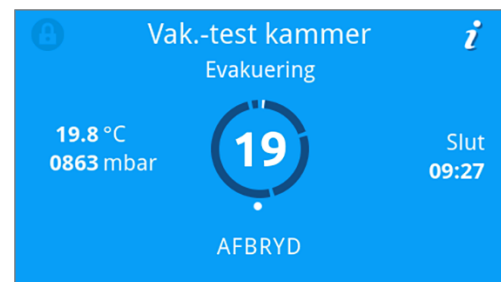 Vak.-test kammer
i
Evakuering
19.8 °C
0863 mbar
19
Slut
09:27
AFBRYD